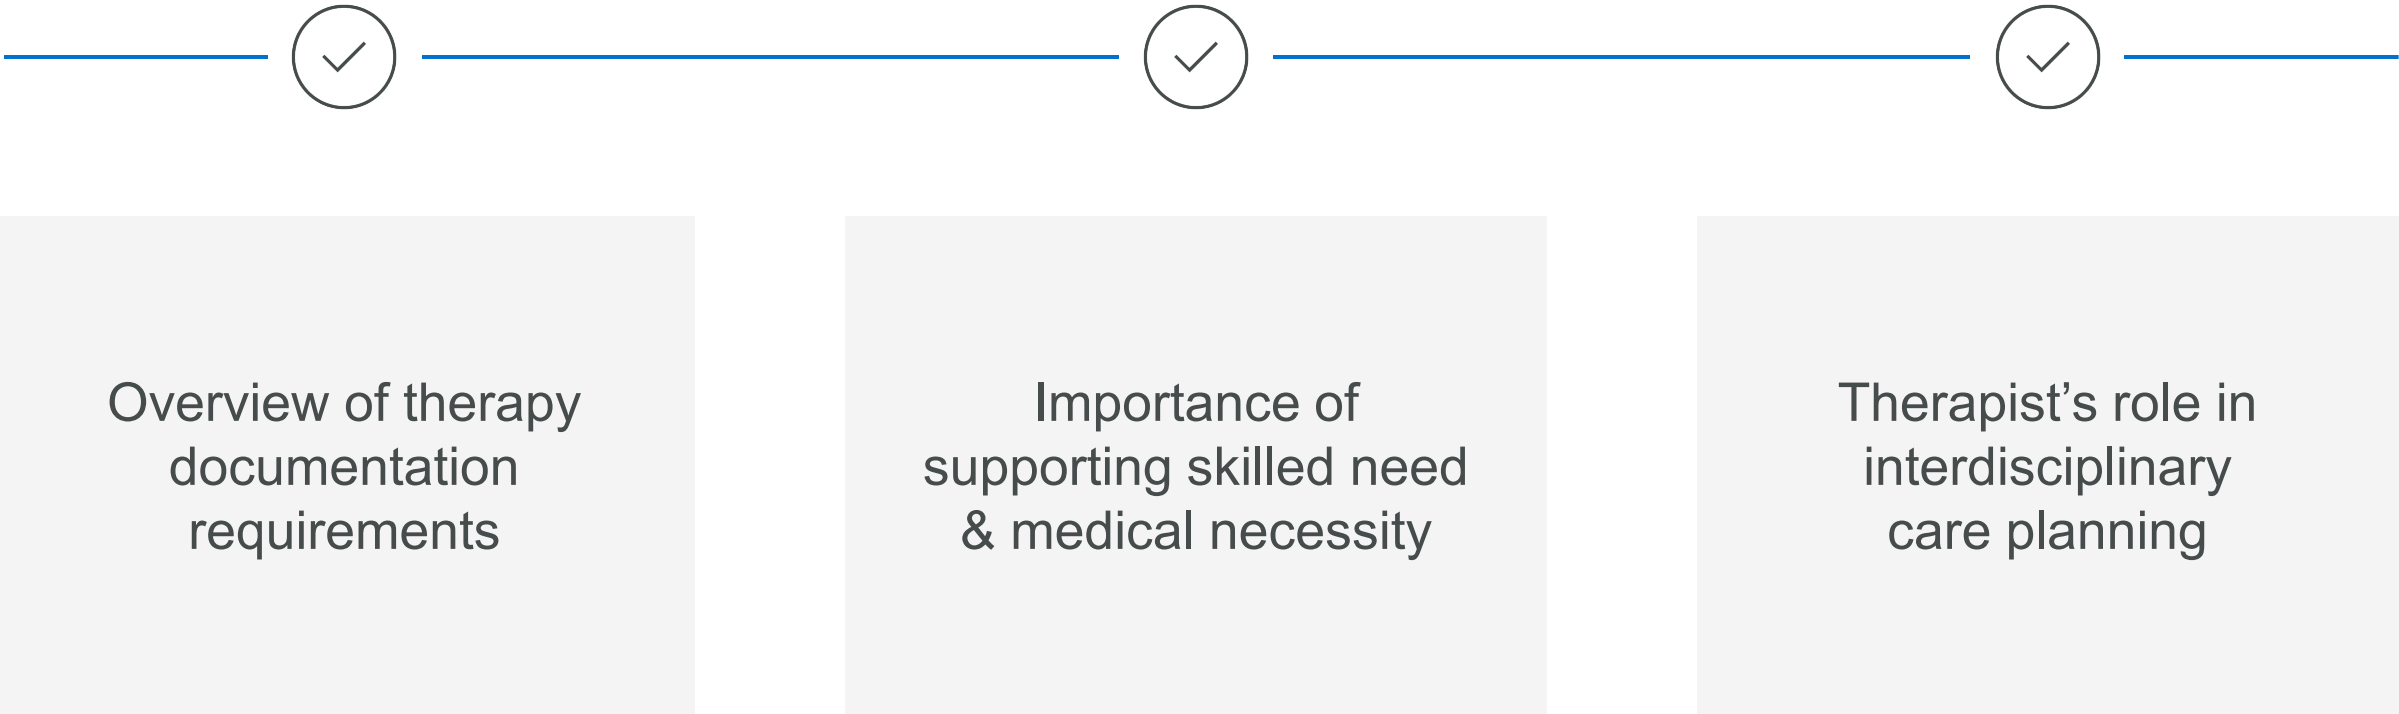 Overview of therapy
documentation
requirements
Importance of
supporting skilled need
& medical necessity
Therapist’s role in
interdisciplinary
care planning